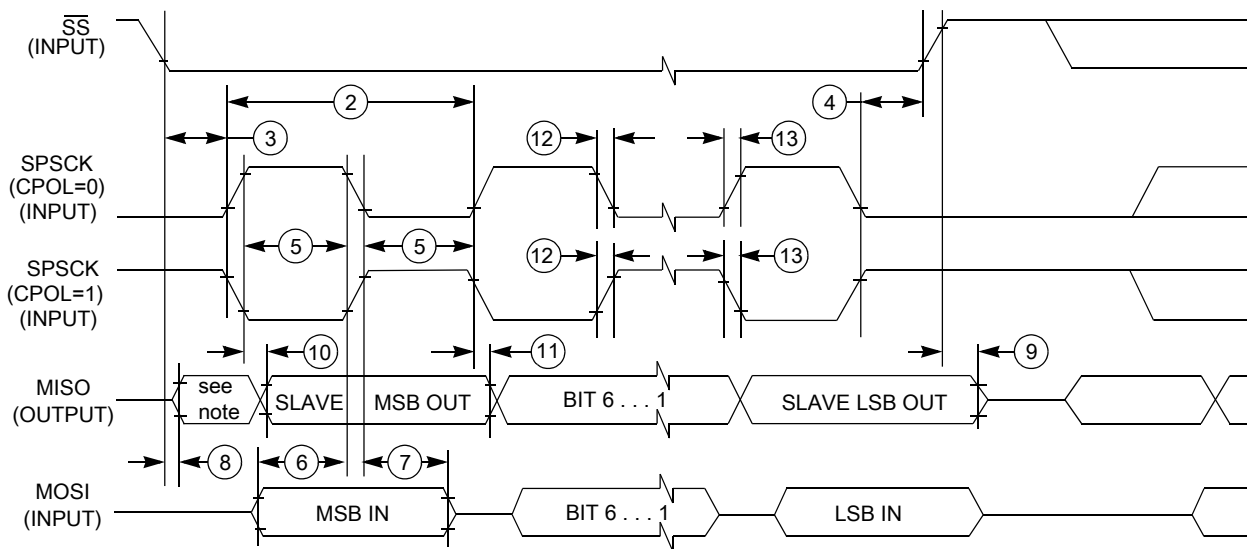 SS
(INPUT)
2
4
3
12
13
SPSCK
(CPOL=0)
(INPUT)
5
5
SPSCK
(CPOL=1)
(INPUT)
12
13
10
11
9
MISO
(OUTPUT)
see
note
SLAVE
MSB OUT
BIT 6 . . . 1
SLAVE LSB OUT
8
6
7
MOSI
(INPUT)
MSB IN
BIT 6 . . . 1
LSB IN